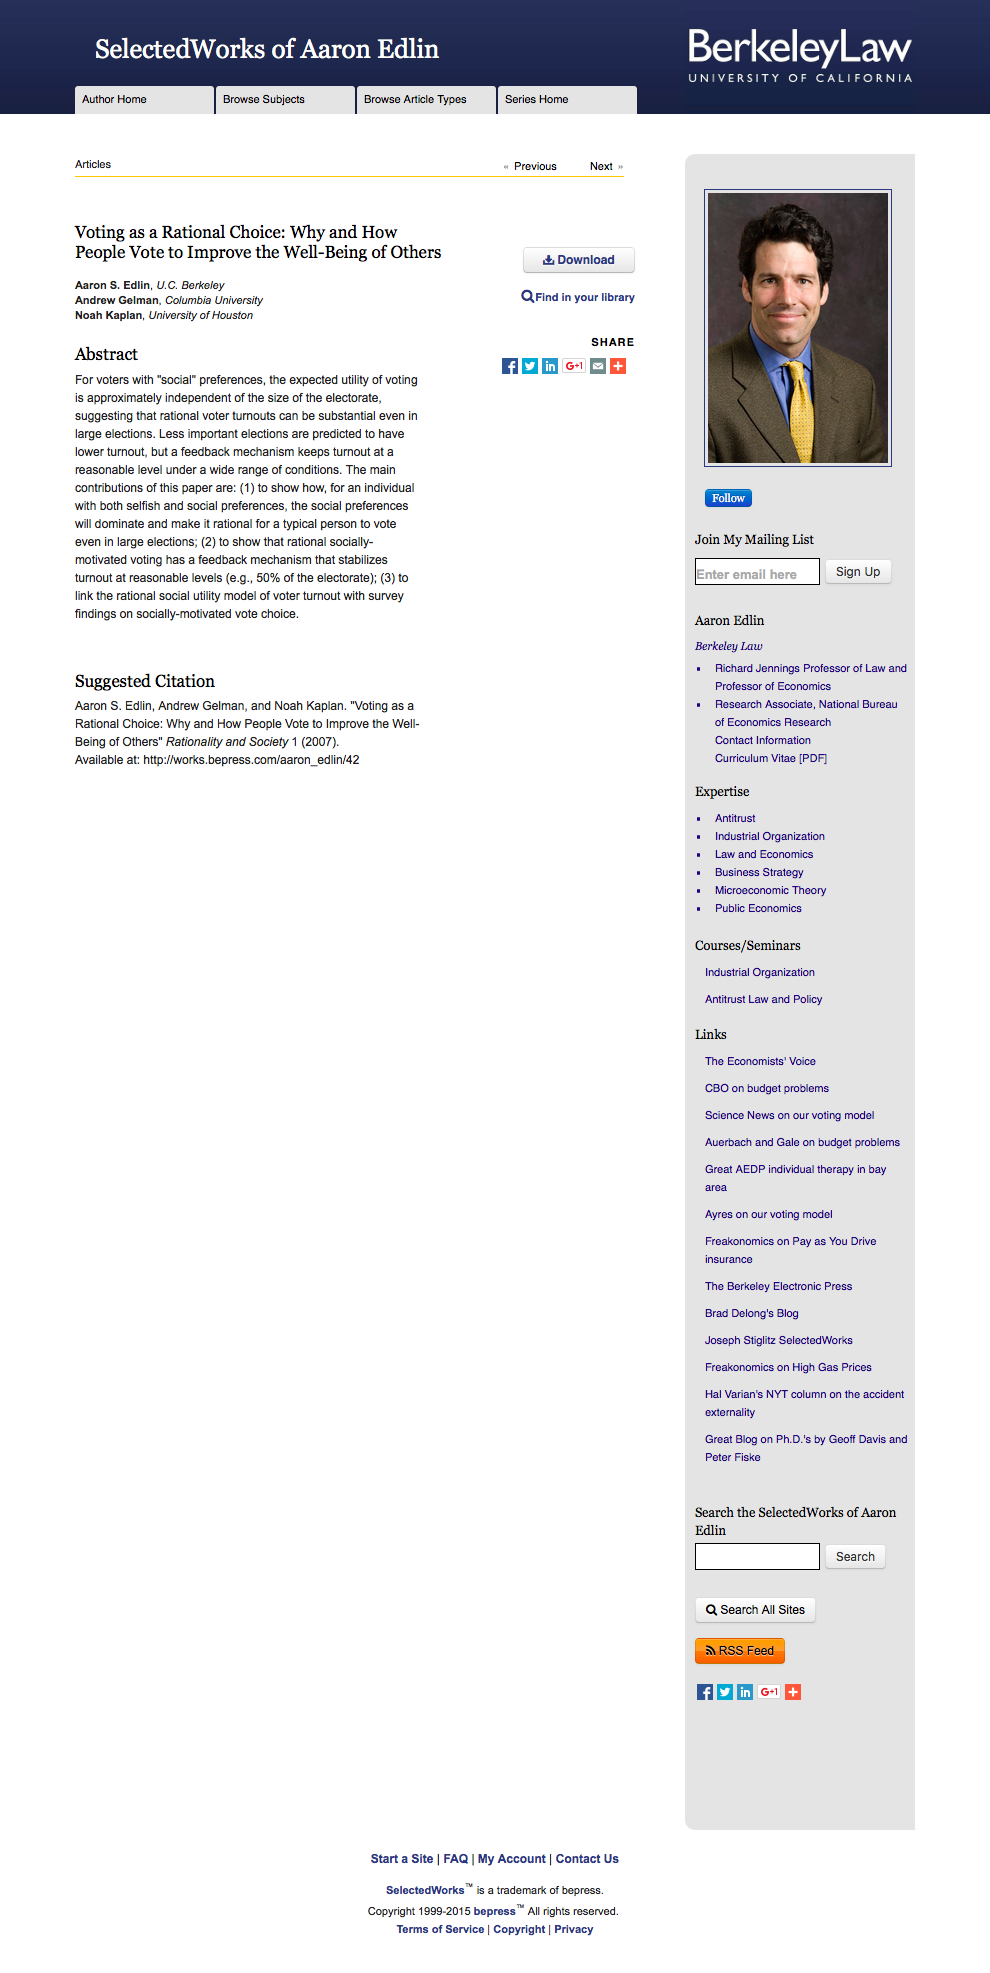 SelectedWorks of Aaron Edlin
BerkeleyLaw
UNIVERSITY OF CALIFORNIA
Author Home
Browse Subjects
Browse Article Types
Series Home
Articles
« Previous
Next »
Voting as a Rational Choice: Why and How
People Vote to Improve the Well-Being of Others
Aaron S. Edlin, U.C. Berkeley
Andrew Gelman, Columbia University
Noah Kaplan, University of Houston
Download
Find in your library
SHARE
G+1
Abstract
For voters with "social" preferences, the expected utility of voting
is approximately independent of the size of the electorate,
suggesting that rational voter turnouts can be substantial even in
large elections. Less important elections are predicted to have
lower turnout, but a feedback mechanism keeps turnout at a
reasonable level under a wide range of conditions. The main
contributions of this paper are: (1) to show how, for an individual
with both selfish and social preferences, the social preferences
will dominate and make it rational for a typical person to vote
even in large elections; (2) to show that rational socially-
motivated voting has a feedback mechanism that stabilizes
turnout at reasonable levels (e.g., 50% of the electorate); (3) to
link the rational social utility model of voter turnout with survey
findings on socially-motivated vote choice.
Suggested Citation
Aaron S. Edlin, Andrew Gelman, and Noah Kaplan. "Voting as a
Rational Choice: Why and How People Vote to Improve the Well-
Being of Others" Rationality and Society 1 (2007).
Available at: http://works.bepress.com/aaron_edlin/42
Follow
Join My Mailing List
Enter email here
Sign Up
Aaron Edlin
Berkeley Law
Richard Jennings Professor of Law and
Professor of Economics
Research Associate, National Bureau
of Economics Research
Contact Information
Curriculum Vitae [PDF]
Expertise
Antitrust
Industrial Organization
Law and Economics
Business Strategy
Microeconomic Theory
Public Economics
Courses/Seminars
Industrial Organization
Antitrust Law and Policy
Links
The Economists' Voice
CBO on budget problems
Science News on our voting model
Auerbach and Gale on budget problems
Great AEDP individual therapy in bay
area
Ayres on our voting model
Freakonomics on Pay as You Drive
insurance
The Berkeley Electronic Press
Brad Delong's Blog
Joseph Stiglitz SelectedWorks
Freakonomics on High Gas Prices
Hal Varian's NYT column on the accident
externality
Great Blog on Ph.D.'s by Geoff Davis and
Peter Fiske
Search the SelectedWorks of Aaron
Edlin
Search
Search All Sites
RSS Feed
G+1
Start a Site | FAQ | My Account | Contact Us
SelectedWorks™ is a trademark of bepress.
Copyright 1999-2015 bepress™ All rights reserved.
Terms of Service | Copyright | Privacy